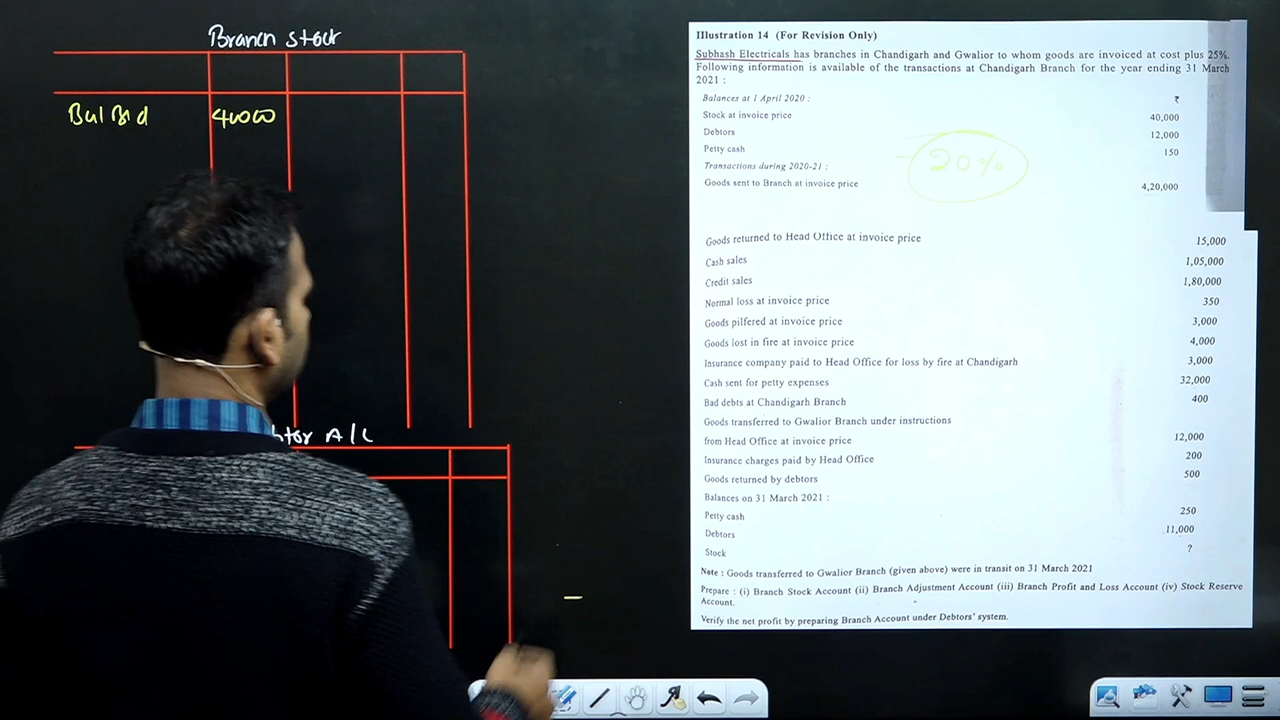 Branch Stock
Bal Bd 40000
A/C
Illustration 14 (For Revision Only)
Subhash Electricals has branches in Chandigarh and Gwalior to whom goods are invoiced at cost plus 25%.
Following information is available of the transactions at Chandigarh Branch for the year ending 31 March
2021 :
Balances at 1 April 2020 : ₹
Stock at invoice price 40,000
Debtors 12,000
Petty cash 150
Transactions during 2020-21 :
20%
Goods sent to Branch at invoice price 4,20,000
Goods returned to Head Office at invoice price 15,000
Cash sales 1,05,000
Credit sales 1,80,000
Normal loss at invoice price 350
Goods pilfered at invoice price 3,000
Goods lost in fire at invoice price 4,000
Insurance company paid to Head Office for loss by fire at Chandigarh 3,000
Cash sent for petty expenses 32,000
Bad debts at Chandigarh Branch 400
Goods transferred to Gwalior Branch under instructions
from Head Office at invoice price 12,000
Insurance charges paid by Head Office 200
Goods returned by debtors 500
Balances on 31 March 2021 :
Petty cash 250
Debtors 11,000
Stock ?
Note : Goods transferred to Gwalior Branch (given above) were in transit on 31 March 2021
Prepare : (i) Branch Stock Account (ii) Branch Adjustment Account (iii) Branch Profit and Loss Account (iv) Stock Reserve
Account.
Verify the net profit by preparing Branch Account under Debtors' system.